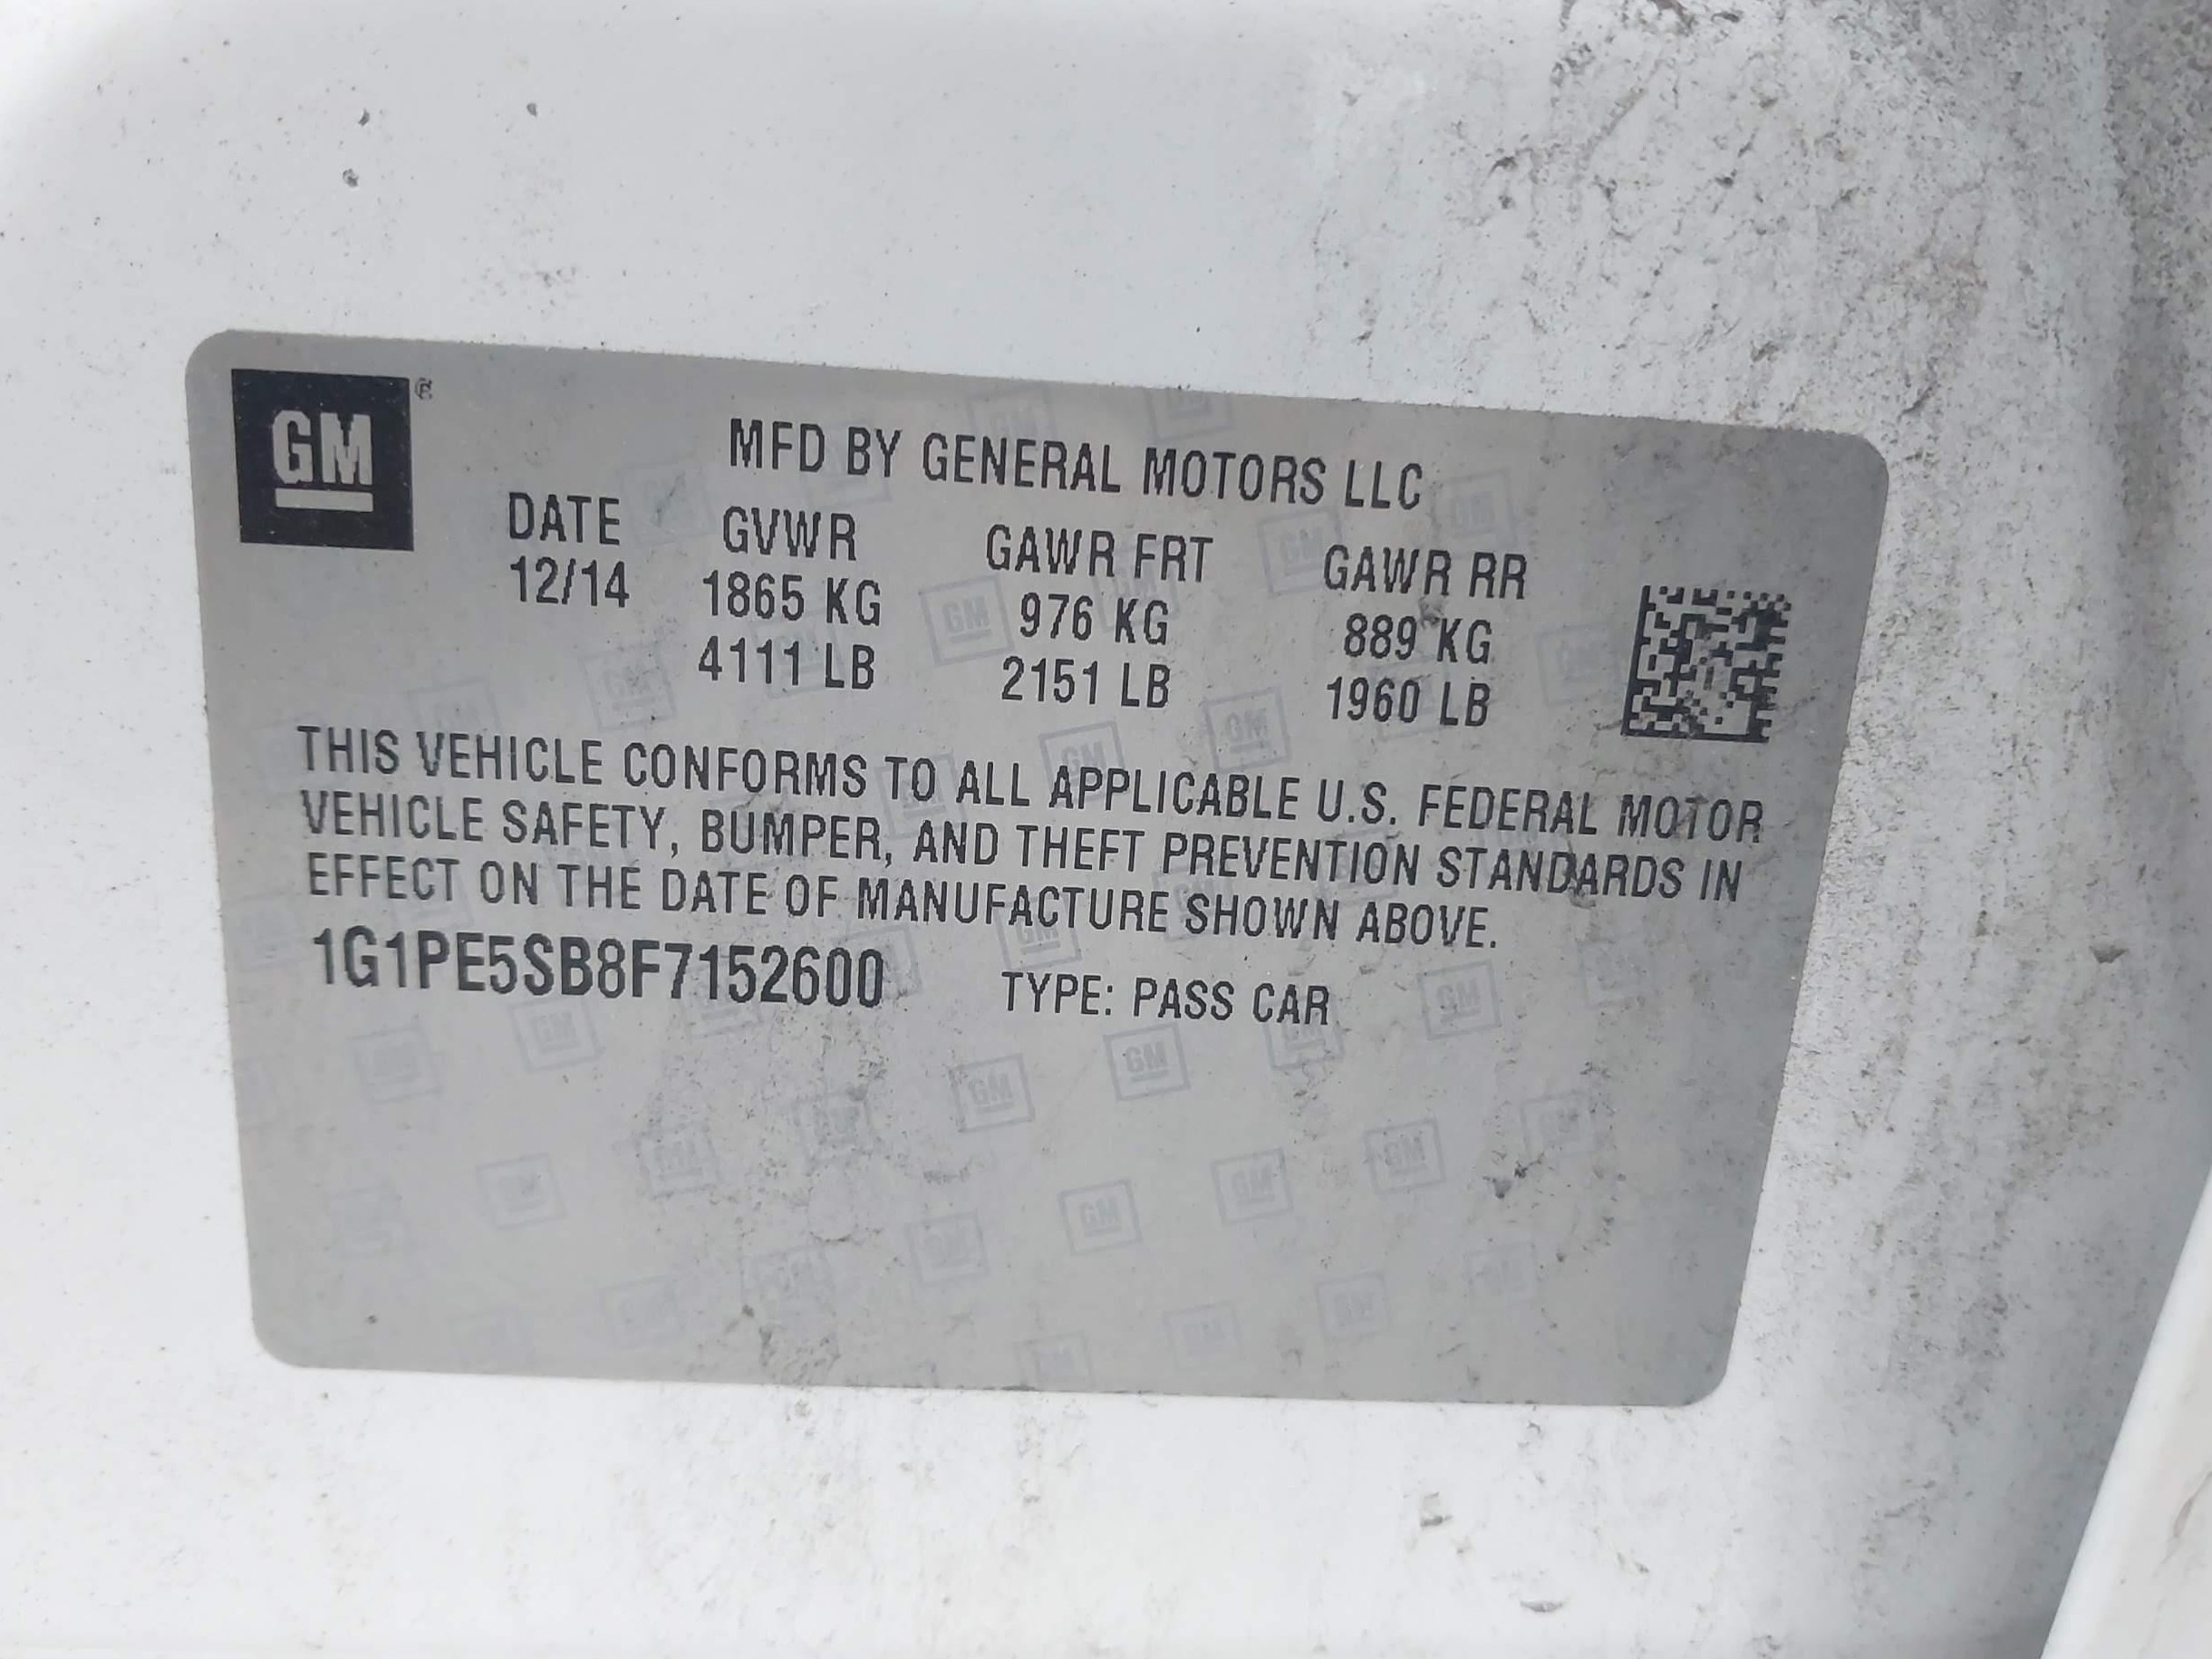 GM
MFD BY GENERAL MOTORS LLC
DATE GVWR GAWR FRT GAWR RR
12/14 1865 KG 976 KG 889 KG
4111 LB 2151 LB 1960 LB
THIS VEHICLE CONFORMS TO ALL APPLICABLE U.S. FEDERAL MOTOR
VEHICLE SAFETY, BUMPER, AND THEFT PREVENTION STANDARDS IN
EFFECT ON THE DATE OF MANUFACTURE SHOWN ABOVE.
1G1PE5SB8F7152600 TYPE: PASS CAR